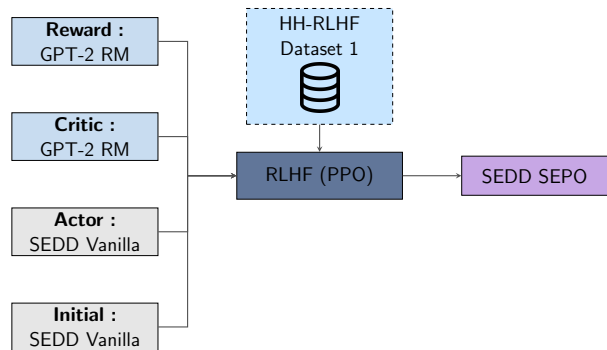 Reward :
GPT-2 RM
HH-RLHF
Dataset 1
Critic :
GPT-2 RM
RLHF (PPO)
SEDD SEPO
Actor :
SEDD Vanilla
Initial :
SEDD Vanilla